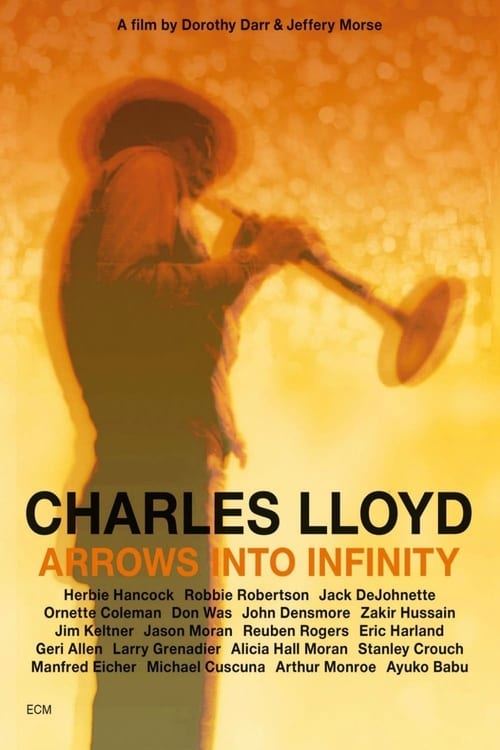 A film by Dorothy Darr & Jeffery Morse
CHARLES LLOYD
ARROWS INTO INFINITY
Herbie Hancock Robbie Robertson Jack DeJohnette
Ornette Coleman Don Was John Densmore Zakir Hussain
Jim Keltner Jason Moran Reuben Rogers Eric Harland
Geri Allen Larry Grenadier Alicia Hall Moran Stanley Crouch
Manfred Eicher Michael Cuscuna Arthur Monroe Ayuko Babu
ECM